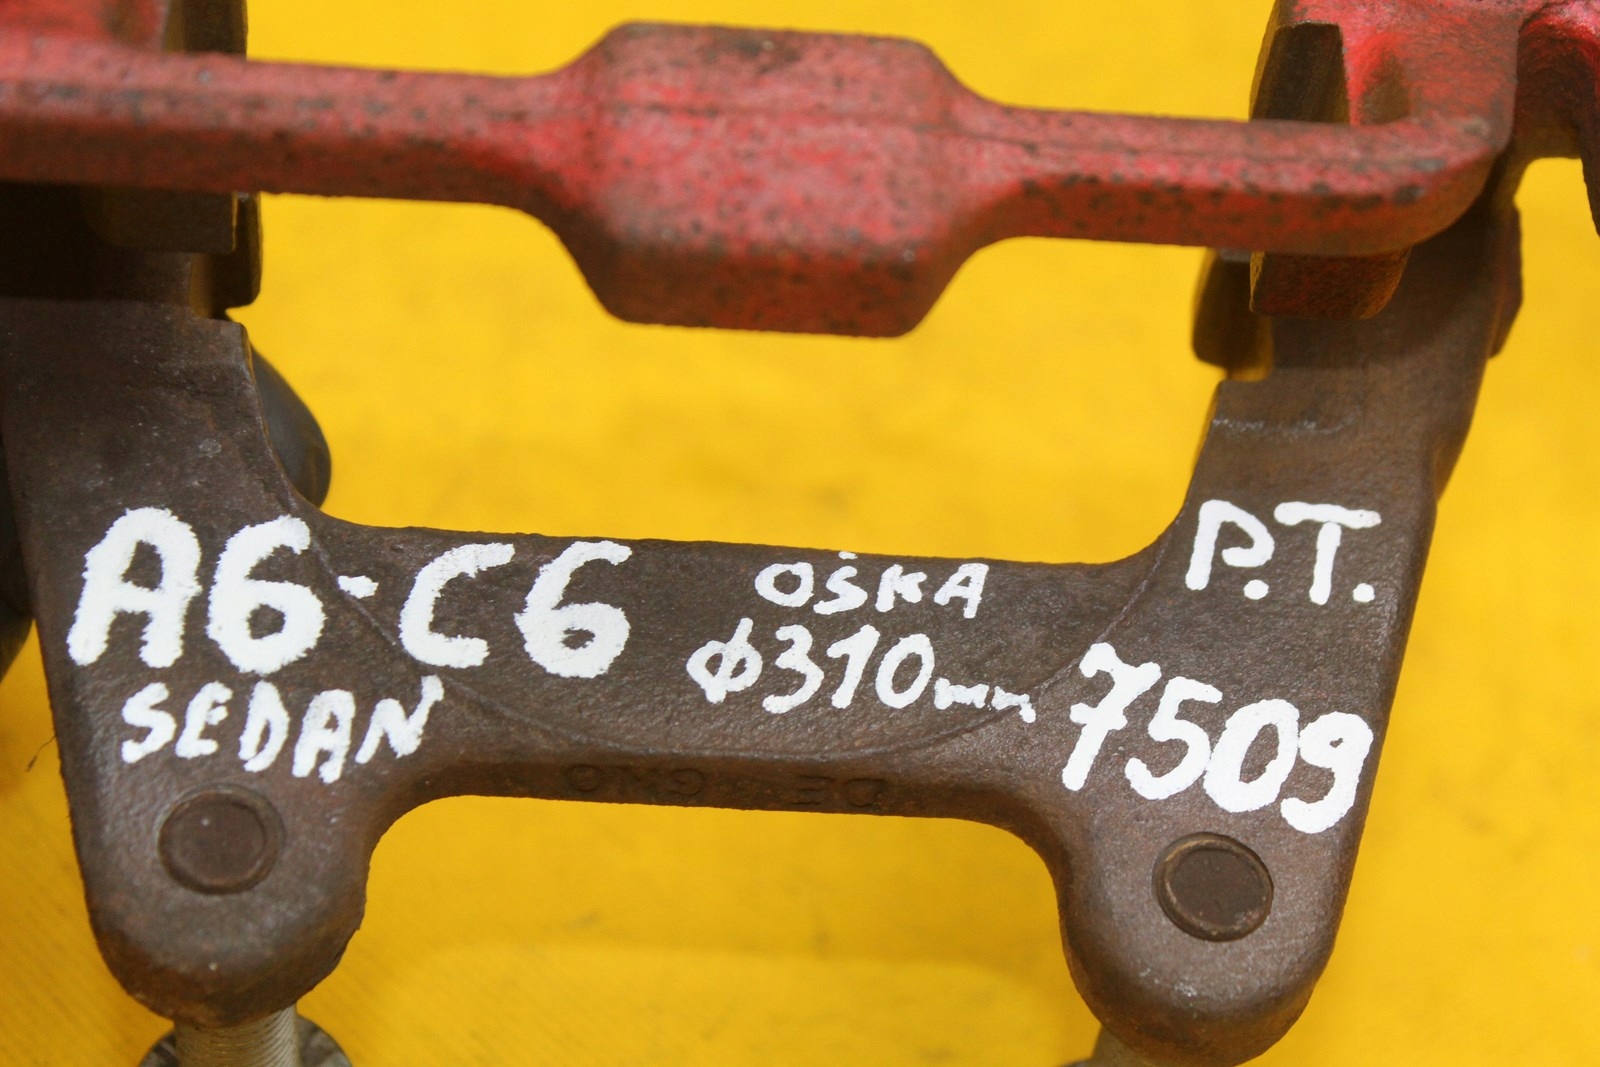 A6-C6
SEDAN
OŚKA
ϕ310mm
P.T.
7509